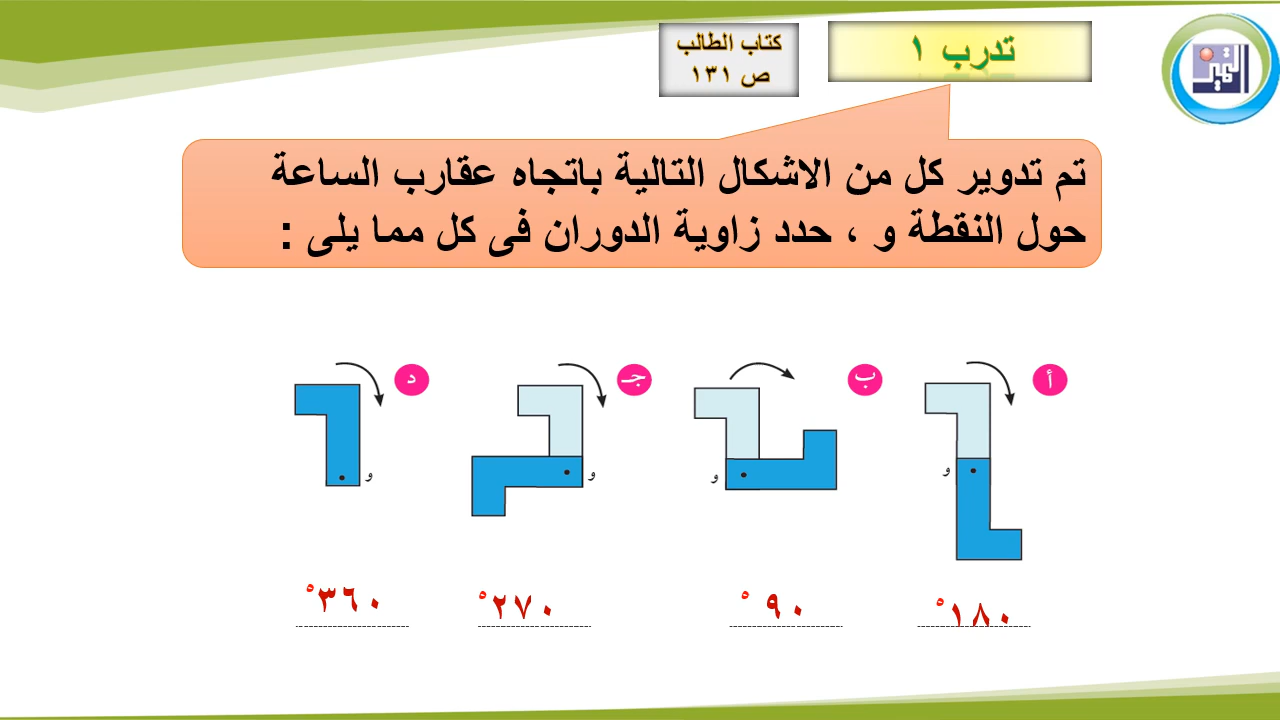 التميز
تدرب ١
كتاب الطالب
ص ١٣١
تم تدوير كل من الاشكال التالية باتجاه عقارب الساعة
حول النقطة و ، حدد زاوية الدوران فى كل مما يلى :
أ
و
١٨٠°
ب
و
٩٠°
جـ
و
٢٧٠°
د
و
٣٦٠°